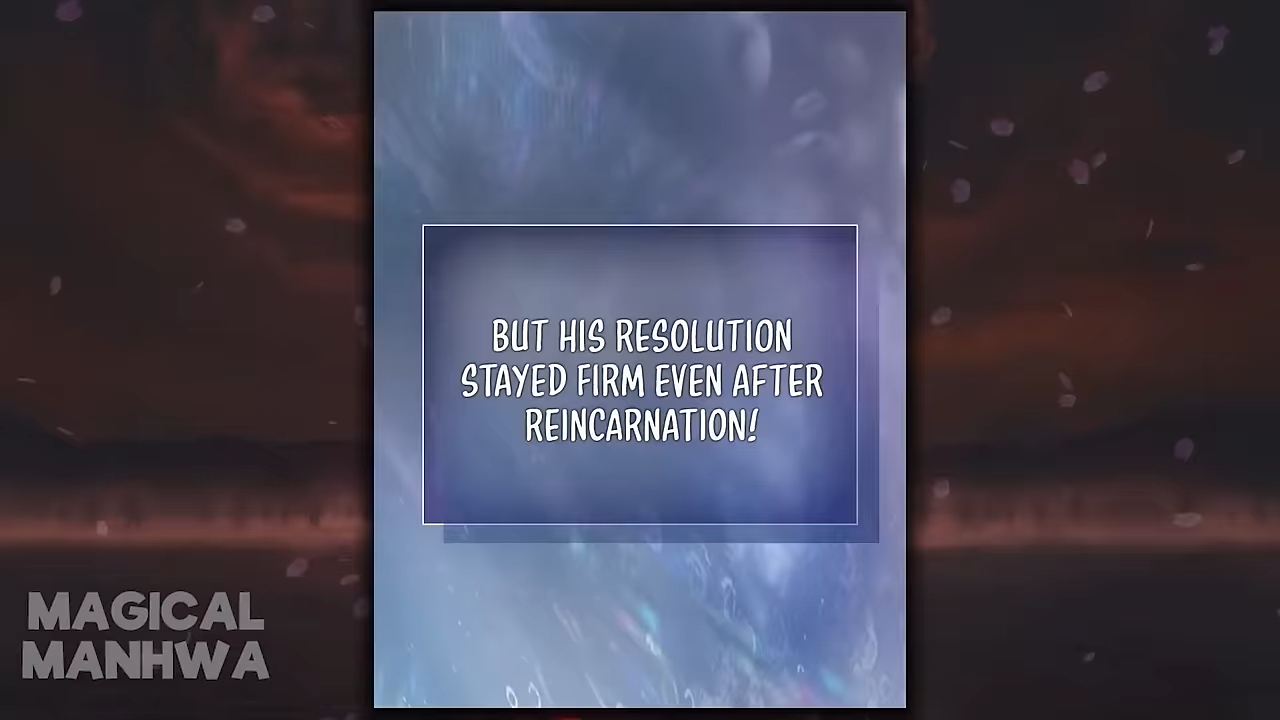 BUT HIS RESOLUTION
STAYED FIRM EVEN AFTER
REINCARNATION!
MAGICAL
MANHWA